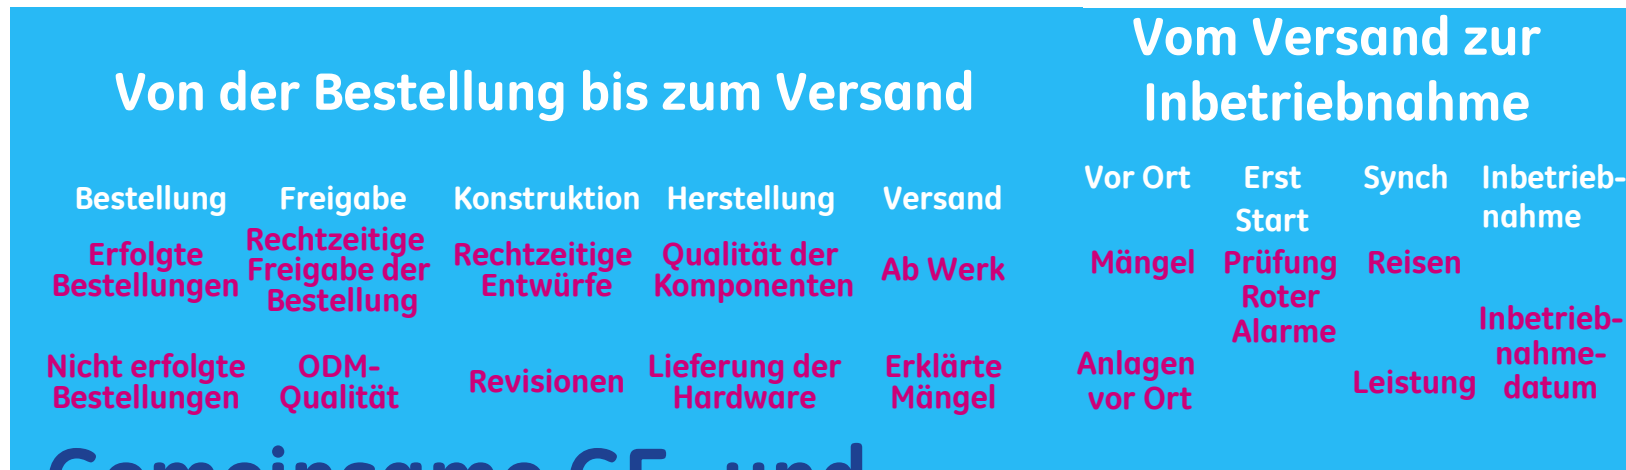 Von der Bestellung bis zum Versand
Bestellung
Freigabe
Konstruktion
Herstellung
Versand
Erfolgte
Bestellungen
Rechtzeitige
Freigabe der
Bestellung
Rechtzeitige
Entwürfe
Qualität der
Komponenten
Ab Werk
Nicht erfolgte
Bestellungen
ODM-
Qualität
Revisionen
Lieferung der
Hardware
Erklärte
Mängel
Vom Versand zur
Inbetriebnahme
Vor Ort
Erst
Start
Synch
Inbetrieb-
nahme
Mängel
Prüfung
Roter
Alarme
Reisen
Anlagen
vor Ort
Leistung
Inbetrieb-
nahme-
datum
Gemeinsame GE- und